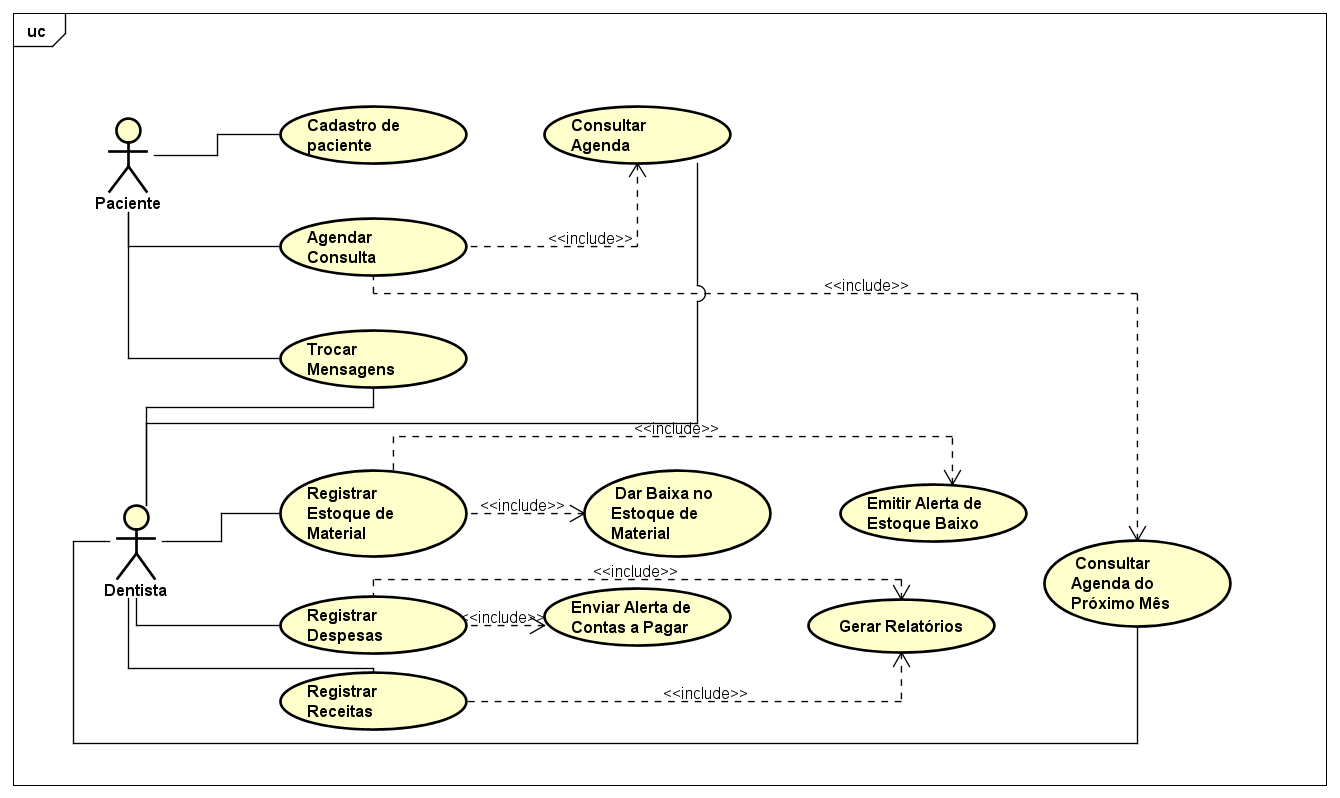 uc
Cadastro de
paciente
Consultar
Agenda
Paciente
Agendar
Consulta
<<include>>
<<include>>
Trocar
Mensagens
<<include>>
Registrar
Estoque de
Material
<<include>>
Dar Baixa no
Estoque de
Material
Emitir Alerta de
Estoque Baixo
Consultar
Agenda do
Próximo Mês
Dentista
<<include>>
Registrar
Despesas
<<include>>
Enviar Alerta de
Contas a Pagar
Gerar Relatórios
Registrar
Receitas
<<include>>